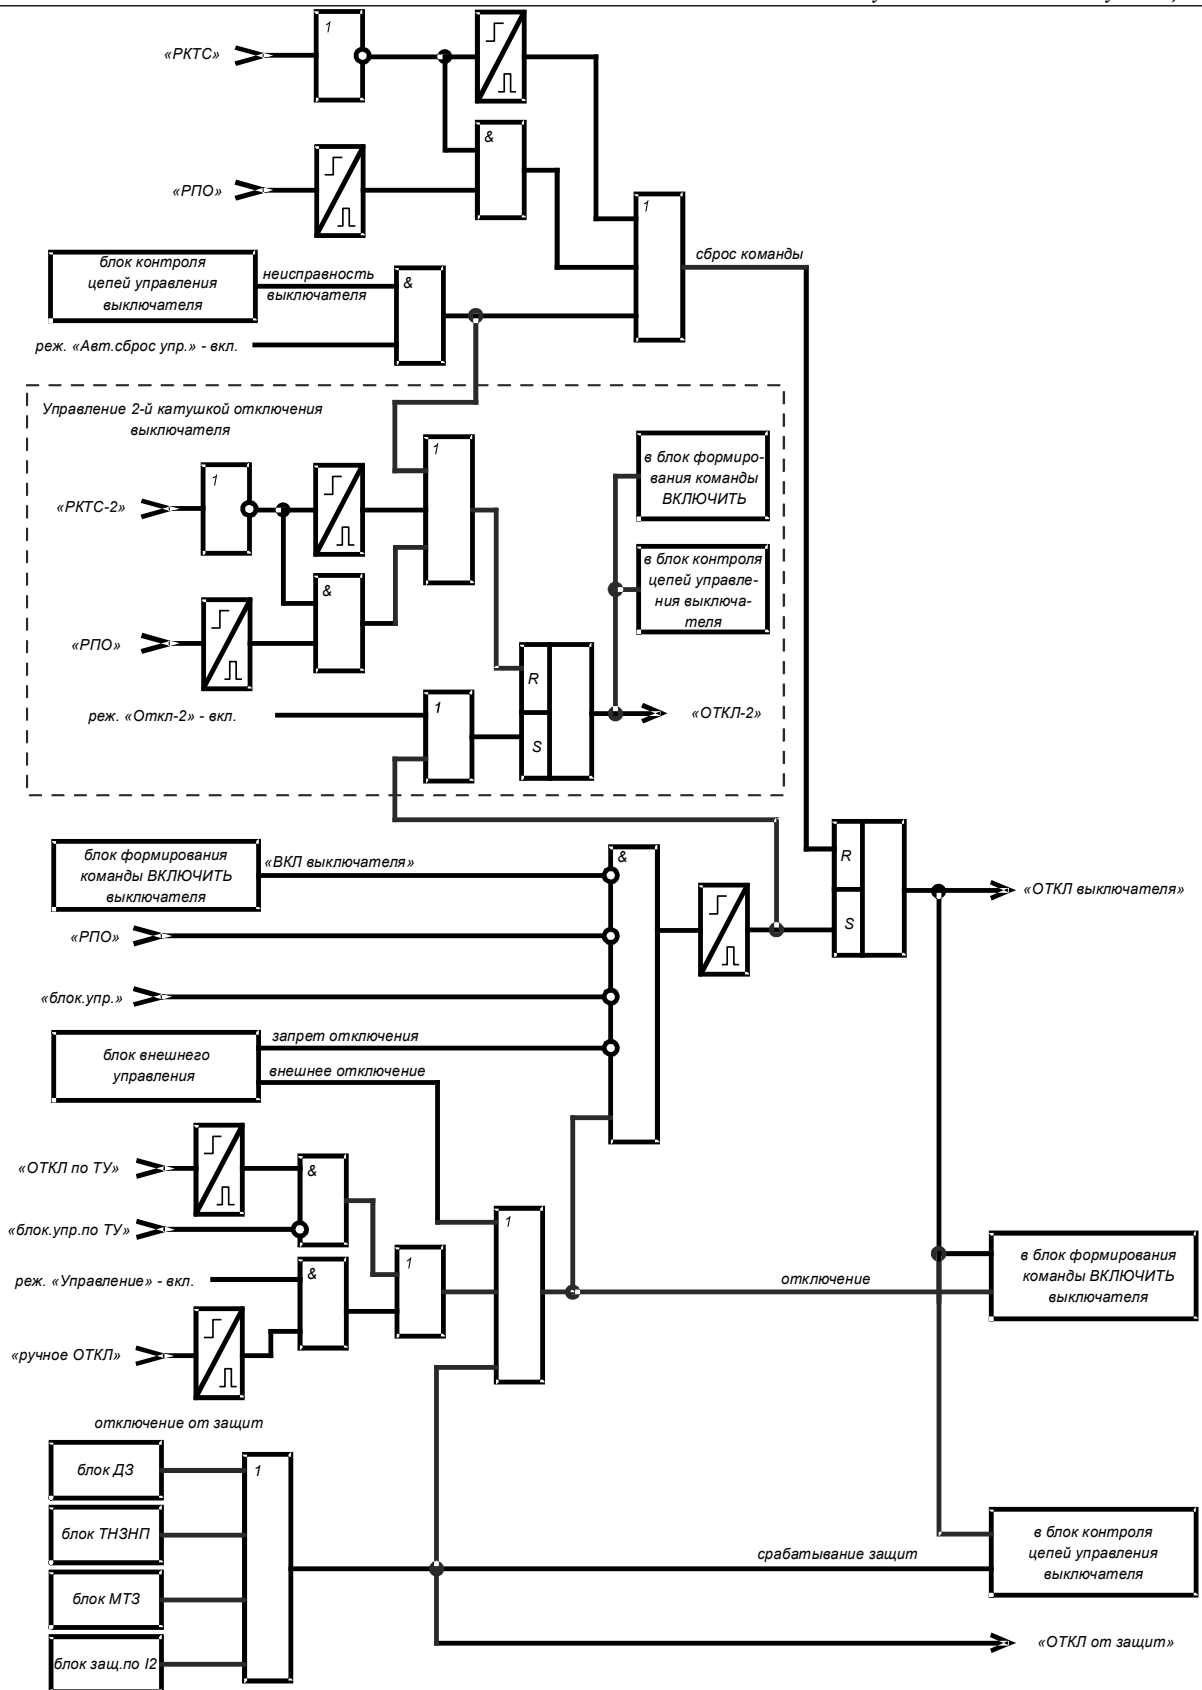 1
«РКТС»
&
«РПО»
1
блок контроля
цепей управления
выключателя
неисправность
выключателя
&
сброс команды
реж. «Авт.сброс упр.» - вкл.
Управление 2-й катушкой отключения
выключателя
1
в блок формиро-
вания команды
ВКЛЮЧИТЬ
1
«РКТС-2»
&
в блок контроля
цепей управле-
ния выключа-
теля
«РПО»
R
реж. «Откл-2» - вкл.
1
S
«ОТКЛ-2»
блок формирования
команды ВКЛЮЧИТЬ
выключателя
«ВКЛ выключателя»
&
R
S
«ОТКЛ выключателя»
«РПО»
«блок.упр.»
блок внешнего
управления
запрет отключения
внешнее отключение
«ОТКЛ по ТУ»
&
«блок.упр.по ТУ»
1
реж. «Управление» - вкл.
&
1
отключение
в блок формирования
команды ВКЛЮЧИТЬ
выключателя
«ручное ОТКЛ»
отключение от защит
блок ДЗ
1
блок ТНЗНП
срабатывание защит
в блок контроля
цепей управления
выключателя
блок МТЗ
«ОТКЛ от защит»
блок защ.по I2